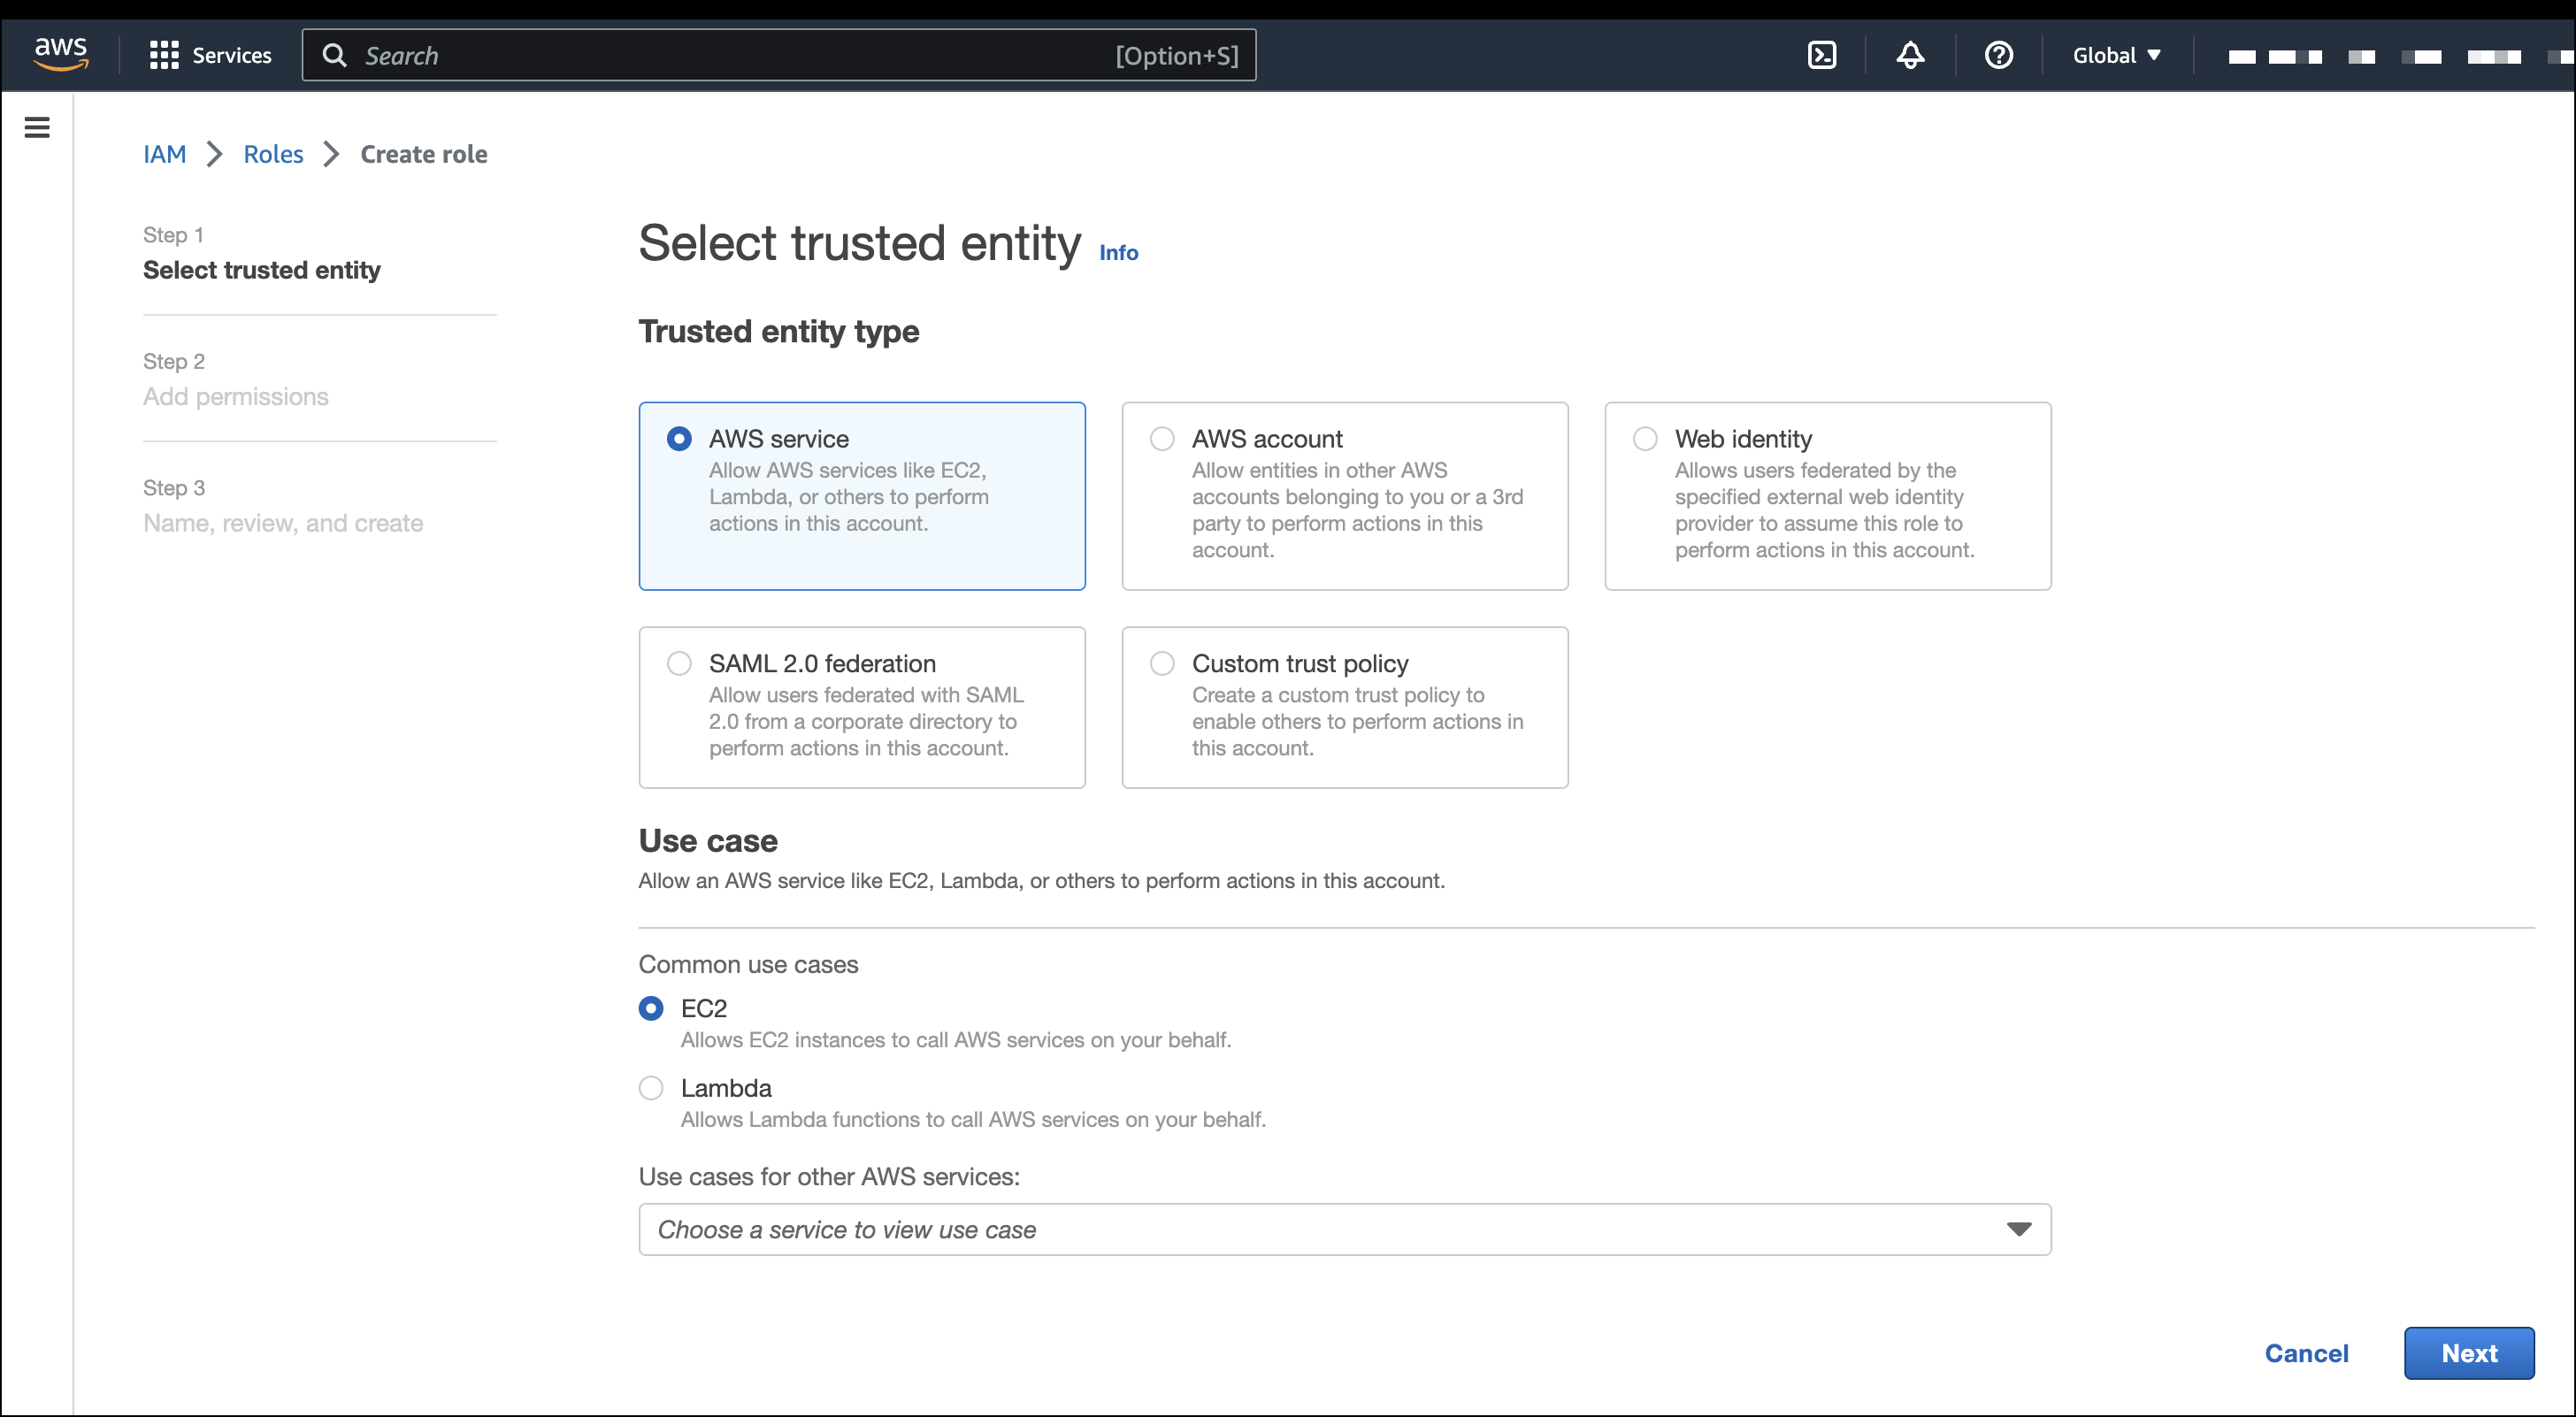 aws
Services
Search [Option+S]
Global
IAM Roles Create role
Step 1
Select trusted entity
Step 2
Add permissions
Step 3
Name, review, and create
Select trusted entity Info
Trusted entity type
AWS service
Allow AWS services like EC2,
Lambda, or others to perform
actions in this account.
AWS account
Allow entities in other AWS
accounts belonging to you or a 3rd
party to perform actions in this
account.
Web identity
Allows users federated by the
specified external web identity
provider to assume this role to
perform actions in this account.
SAML 2.0 federation
Allow users federated with SAML
2.0 from a corporate directory to
perform actions in this account.
Custom trust policy
Create a custom trust policy to
enable others to perform actions in
this account.
Use case
Allow an AWS service like EC2, Lambda, or others to perform actions in this account.
Common use cases
EC2
Allows EC2 instances to call AWS services on your behalf.
Lambda
Allows Lambda functions to call AWS services on your behalf.
Use cases for other AWS services:
Choose a service to view use case
Cancel Next